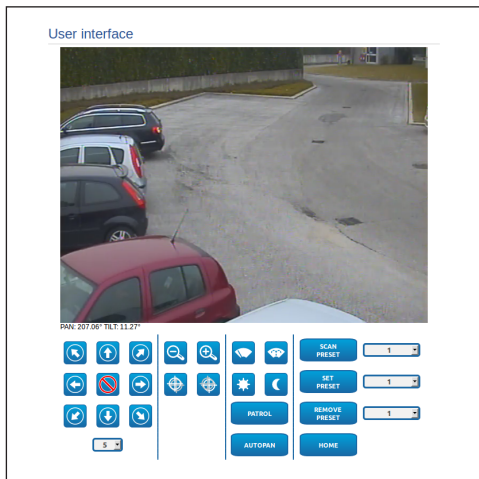 User interface
PAN: 207.06° TILT: 11.27°
SCAN
PRESET
1
SET
PRESET
1
PATROL
REMOVE
PRESET
1
5
AUTOPAN
HOME